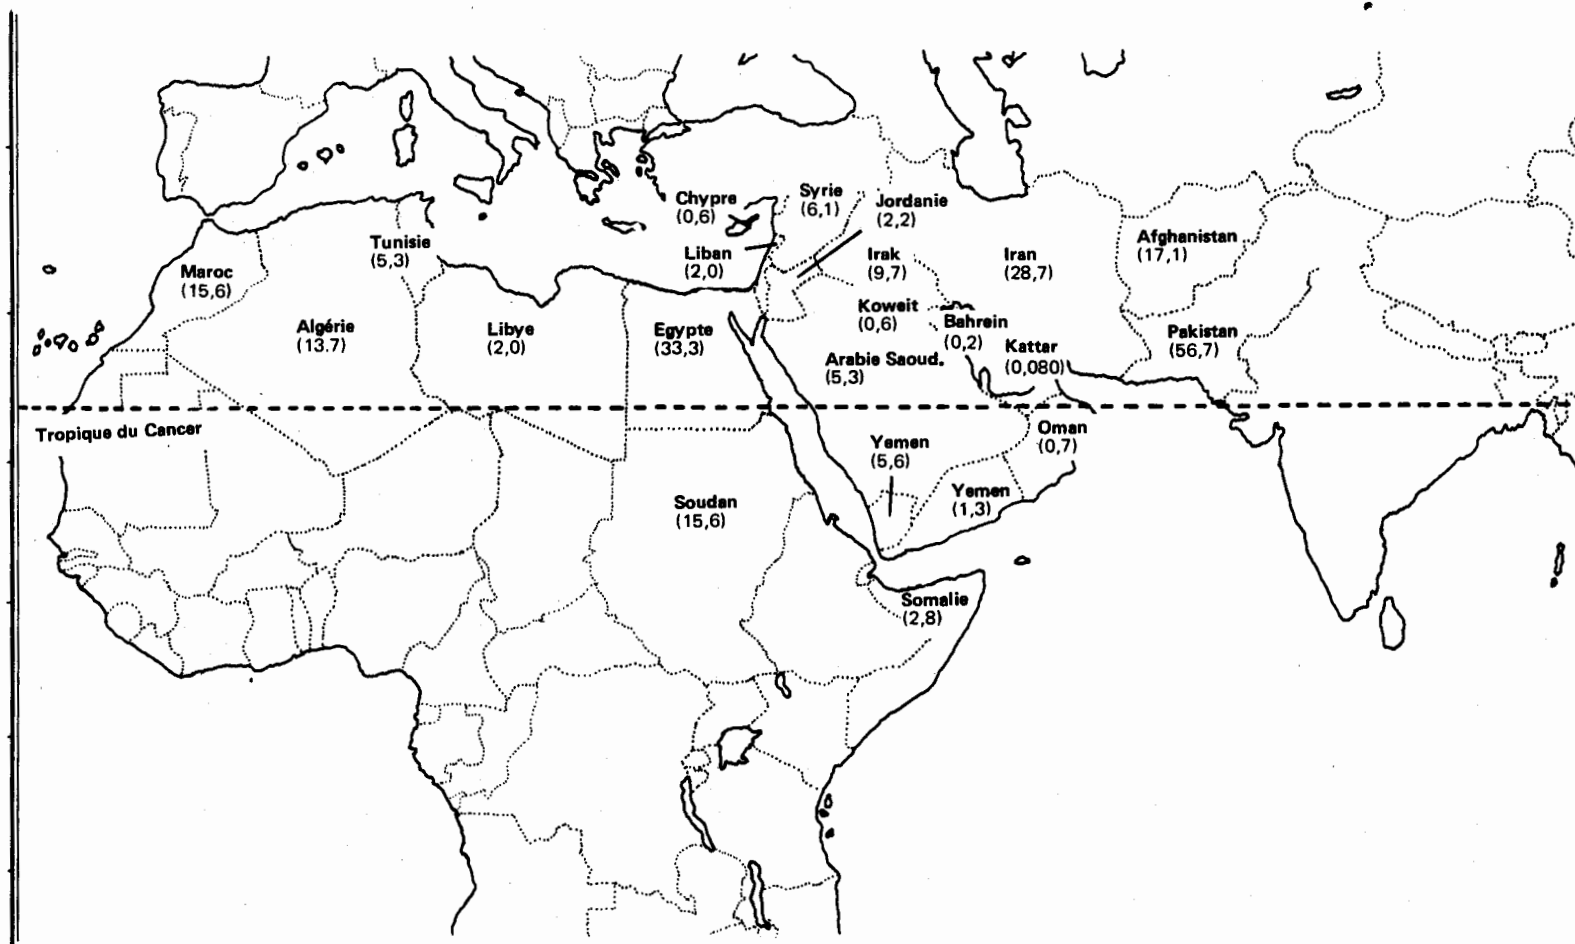 Chypre
(0,6)
Syrie
(6,1)
Jordanie
(2,2)
Tunisie
(5,3)
Liban
(2,0)
Irak
(9,7)
Iran
(28,7)
Afghanistan
(17,1)
Maroc
(15,6)
Algérie
(13.7)
Libye
(2,0)
Egypte
(33,3)
Koweit
(0,6)
Bahrein
(0,2)
Kattar
(0,080)
Pakistan
(56,7)
Arabie Saoud.
(5,3)
Tropique du Cancer
Yemen
(5,6)
Oman
(0,7)
Soudan
(15,6)
Yemen
(1,3)
Somalie
(2,8)